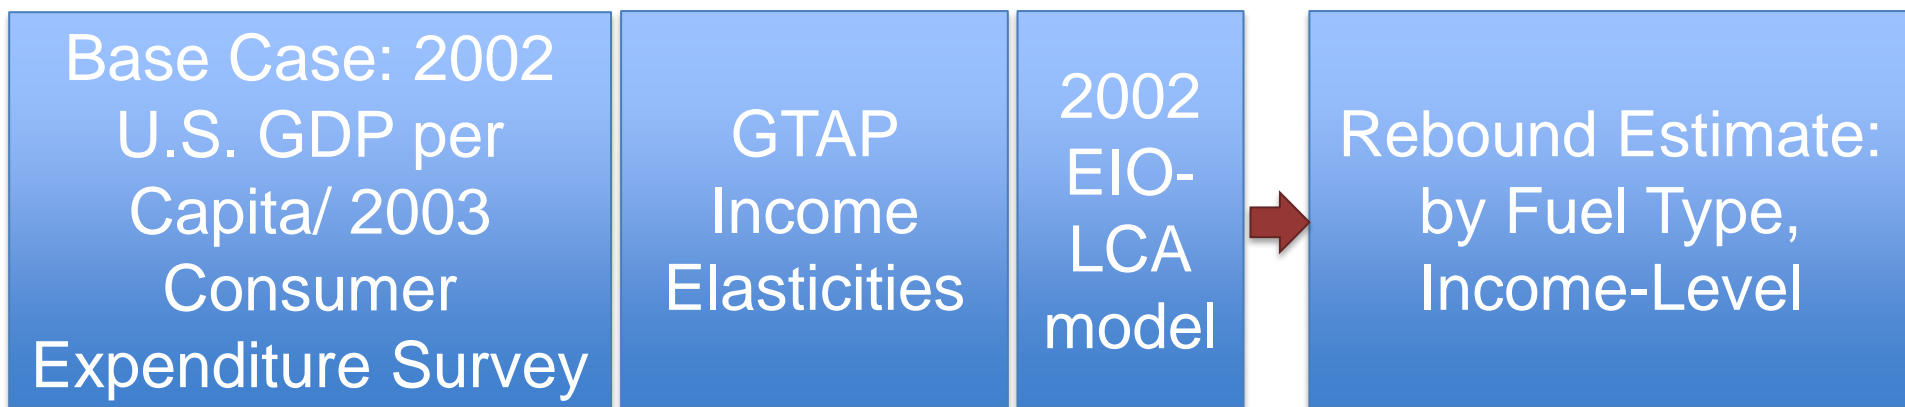 Base Case: 2002
U.S. GDP per
Capita/ 2003
Consumer
Expenditure Survey
GTAP
Income
Elasticities
2002
EIO-
LCA
model
Rebound Estimate:
by Fuel Type,
Income-Level